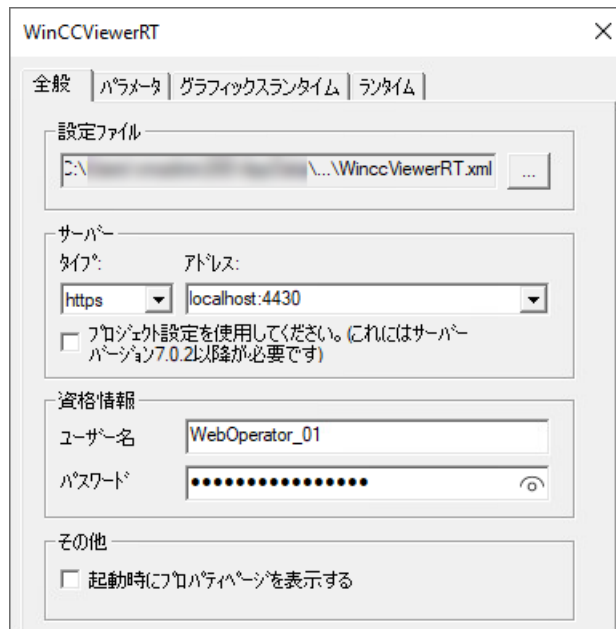 WinCCViewerRT
全般 パラメータ グラフィックスランタイム ランタイム
設定ファイル
C:\ \...\WinccViewerRT.xml ...
サーバー
タイプ: アドレス:
https localhost:4430
プロジェクト設定を使用してください。(これにはサーバー
バージョン7.0.2以降が必要です)
資格情報
ユーザー名 WebOperator_01
パスワード ●●●●●●●●●●●●●●●●
その他
起動時にプロパティページを表示する